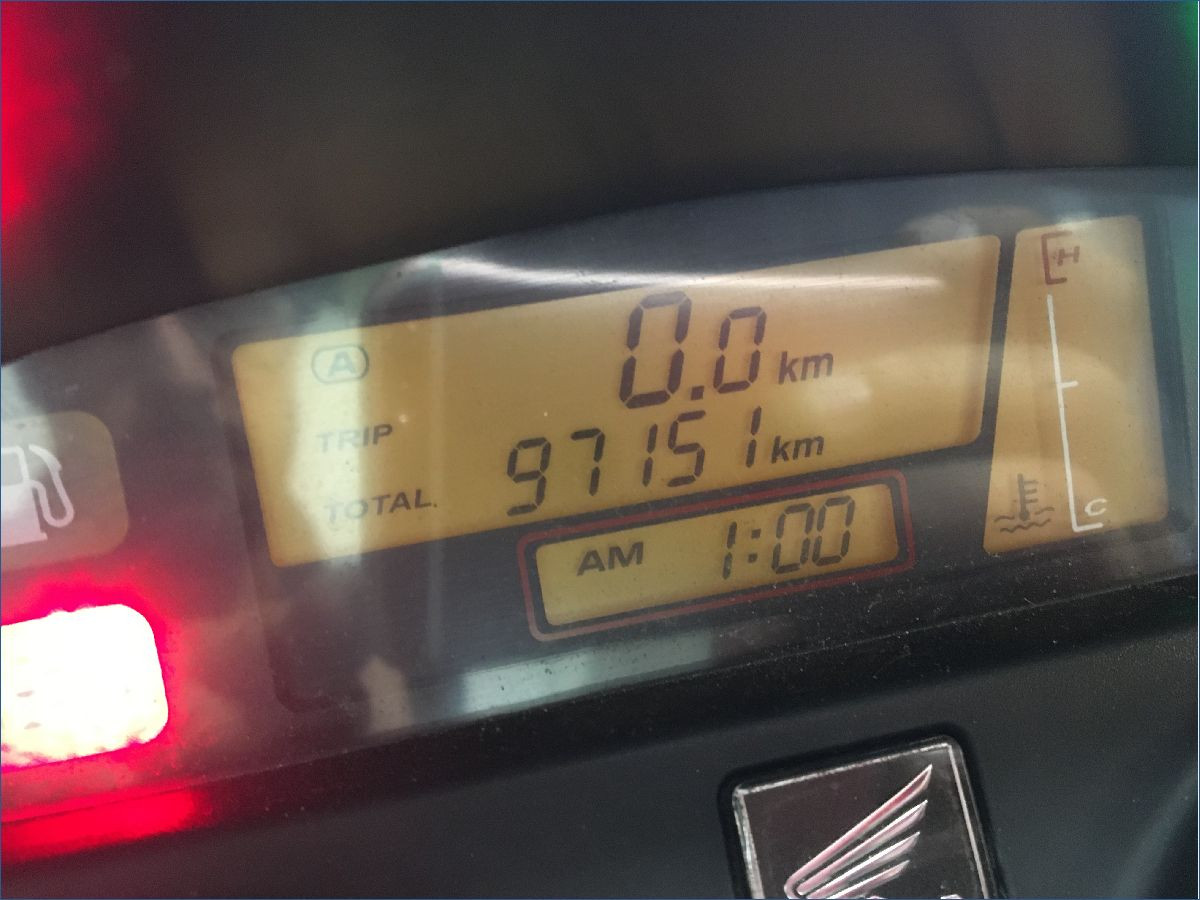 A
0.0 km
TRIP
97151 km
TOTAL
AM 1:00
H
C